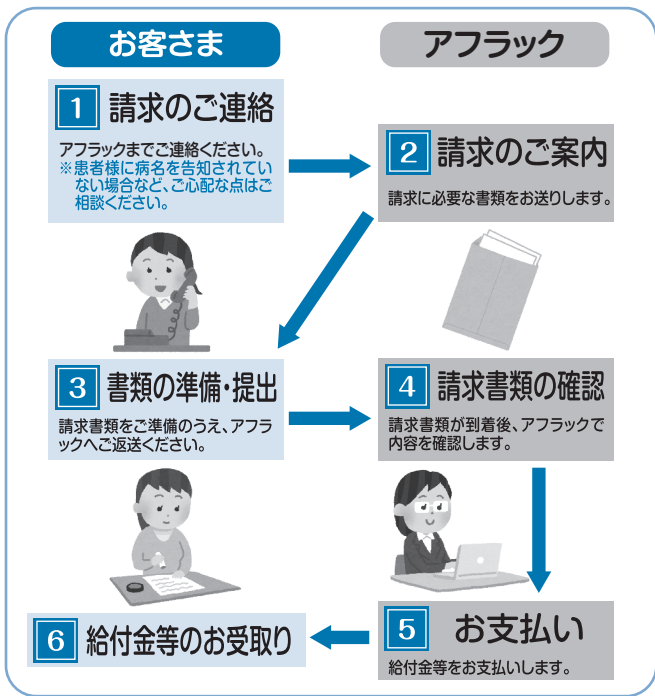 お客さま
アフラック
1 請求のご連絡
アフラックまでご連絡ください。
※患者様に病名を告知されてい
ない場合など、ご心配な点はご
相談ください。
2 請求のご案内
請求に必要な書類をお送りします。
3 書類の準備・提出
請求書類をご準備のうえ、アフラ
ックへご返送ください。
4 請求書類の確認
請求書類が到着後、アフラックで
内容を確認します。
5 お支払い
給付金等をお支払いします。
6 給付金等のお受取り